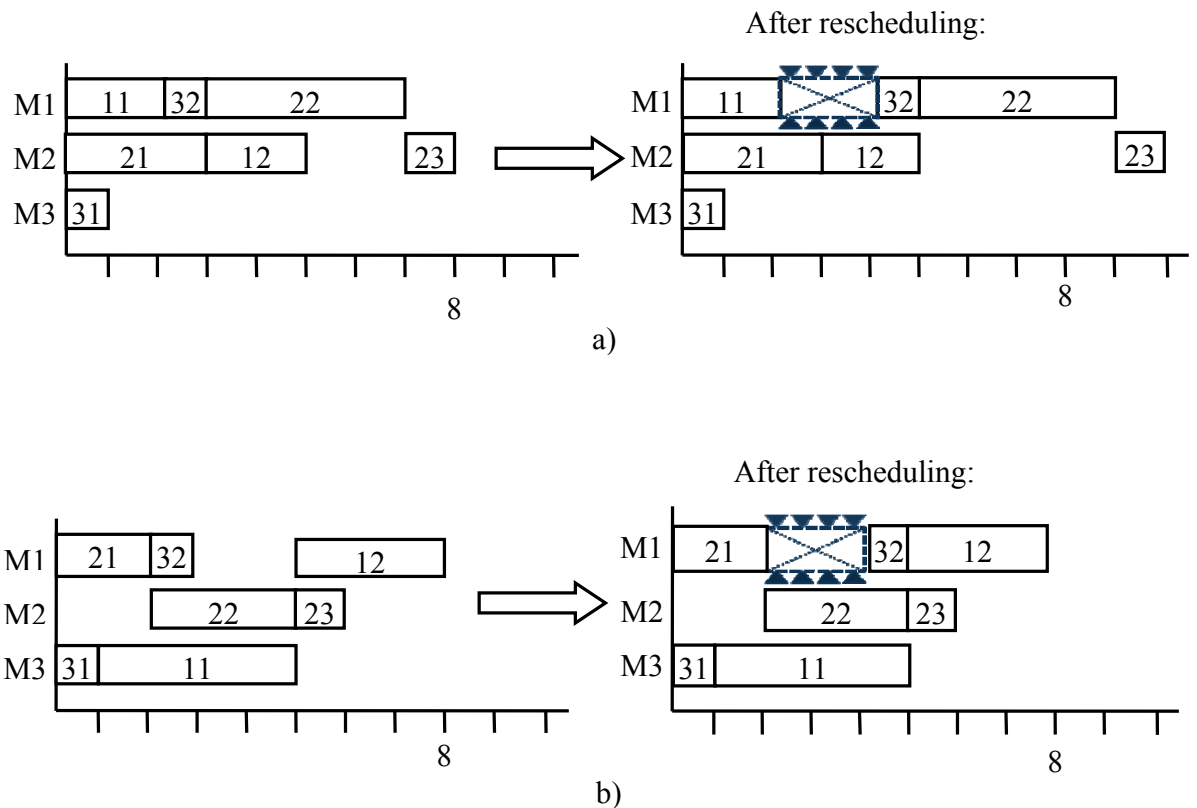 After rescheduling:
M1 11 32 22 M1 11 32 22
M2 21 12 23 M2 21 12 23
M3 31 M3 31
8 8
a)
After rescheduling:
M1 21 32 12 M1 21 32 12
M2 22 23 M2 22 23
M3 31 11 M3 31 11
8 8
b)